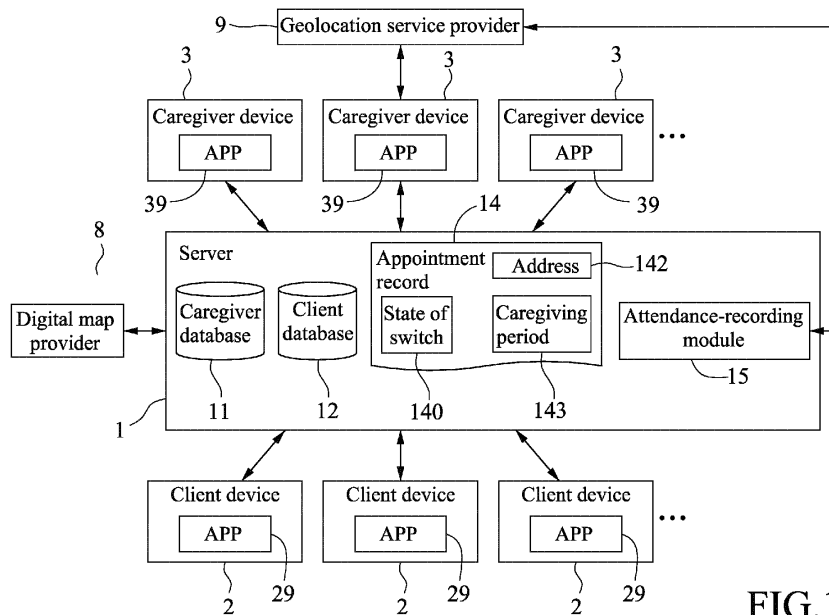 9
Geolocation service provider
3
3
3
Caregiver device
Caregiver device
Caregiver device
APP
APP
APP
...
39
39
39
14
8
Server
Appointment
record
Address
142
Digital map
provider
Caregiver
database
Client
database
State of
switch
Caregiving
period
Attendance-recording
module
11
12
140
143
15
1
Client device
Client device
Client device
APP
APP
APP
...
2
29
2
29
2
29